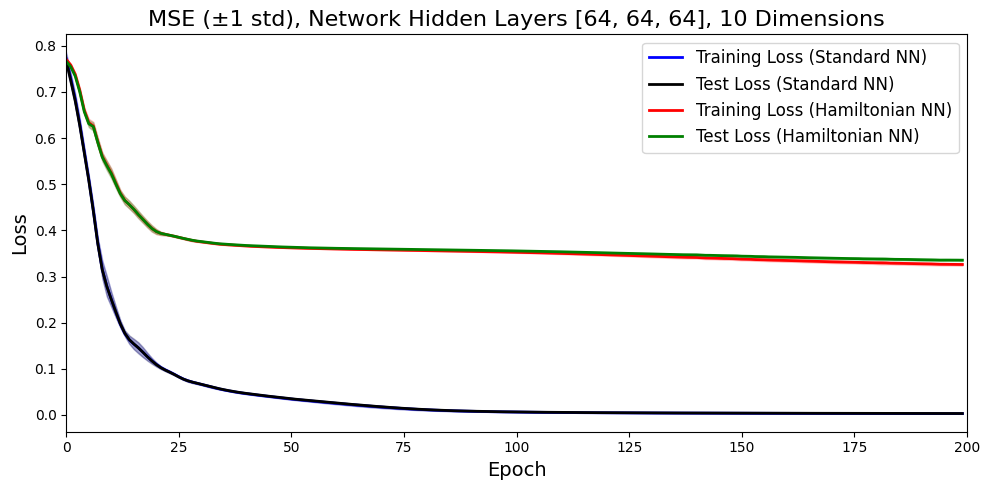 MSE (±1 std), Network Hidden Layers [64, 64, 64], 10 Dimensions
Loss
0.8
0.7
0.6
0.5
0.4
0.3
0.2
0.1
0.0
Training Loss (Standard NN)
Test Loss (Standard NN)
Training Loss (Hamiltonian NN)
Test Loss (Hamiltonian NN)
0 25 50 75 100 125 150 175 200
Epoch